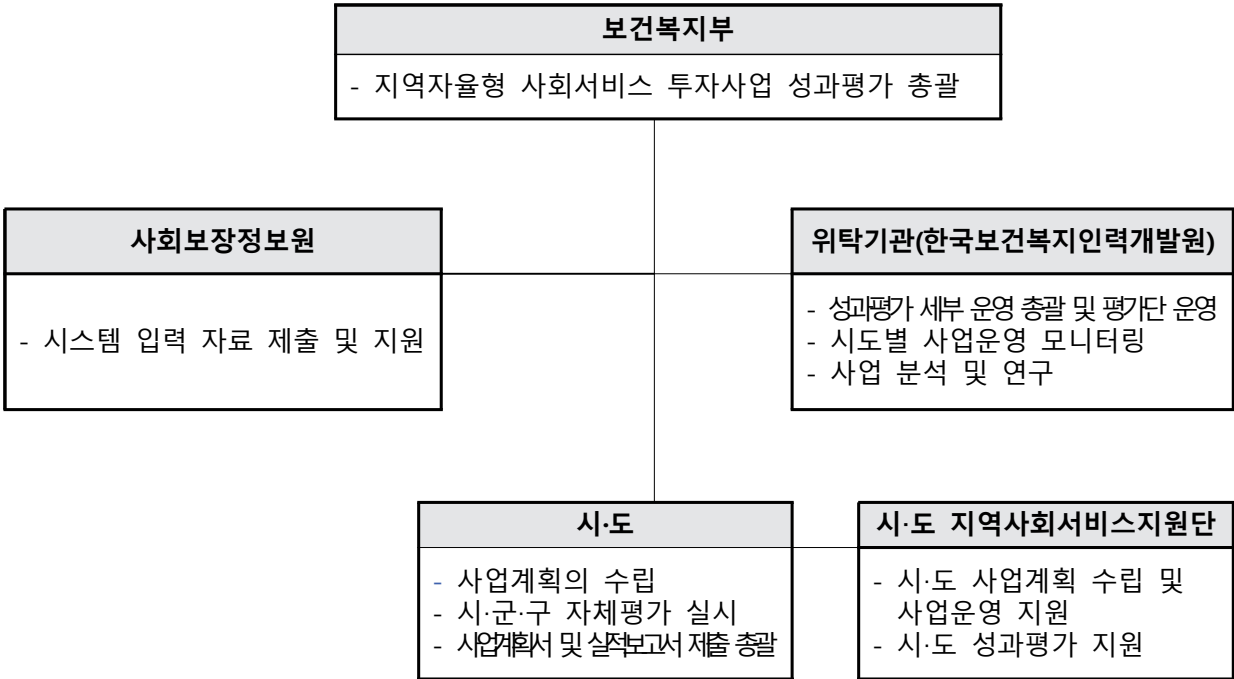 보건복지부
- 지역자율형 사회서비스 투자사업 성과평가 총괄
사회보장정보원
- 시스템 입력 자료 제출 및 지원
위탁기관(한국보건복지인력개발원)
- 성과평가 세부 운영 총괄 및 평가단 운영
- 시도별 사업운영 모니터링
- 사업 분석 및 연구
시·도
- 사업계획의 수립
- 시·군·구 자체평가 실시
- 사업계획서 및 실적보고서 제출 총괄
시·도 지역사회서비스지원단
- 시·도 사업계획 수립 및
사업운영 지원
- 시·도 성과평가 지원